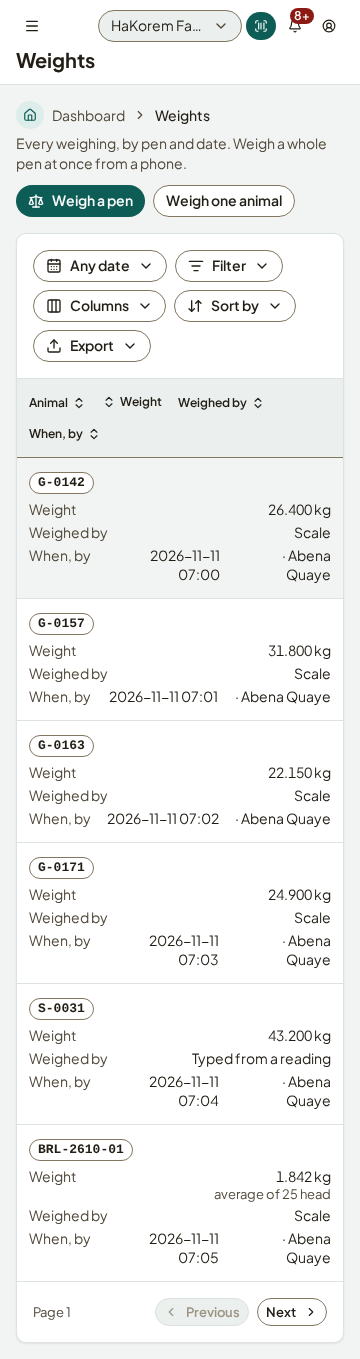 HaKorem Fa...
8+
Weights
Dashboard > Weights
Every weighing, by pen and date. Weigh a whole
pen at once from a phone.
Weigh a pen
Weigh one animal
Any date
Filter
Columns
Sort by
Export
Animal
Weight
Weighed by
When, by
G-0142
Weight 26.400 kg
Weighed by Scale
When, by 2026-11-11 · Abena
07:00 Quaye
G-0157
Weight 31.800 kg
Weighed by Scale
When, by 2026-11-11 07:01 · Abena Quaye
G-0163
Weight 22.150 kg
Weighed by Scale
When, by 2026-11-11 07:02 · Abena Quaye
G-0171
Weight 24.900 kg
Weighed by Scale
When, by 2026-11-11 · Abena
07:03 Quaye
S-0031
Weight 43.200 kg
Weighed by Typed from a reading
When, by 2026-11-11 · Abena
07:04 Quaye
BRL-2610-01
Weight 1.842 kg
average of 25 head
Weighed by Scale
When, by 2026-11-11 · Abena
07:05 Quaye
Page 1
Previous
Next